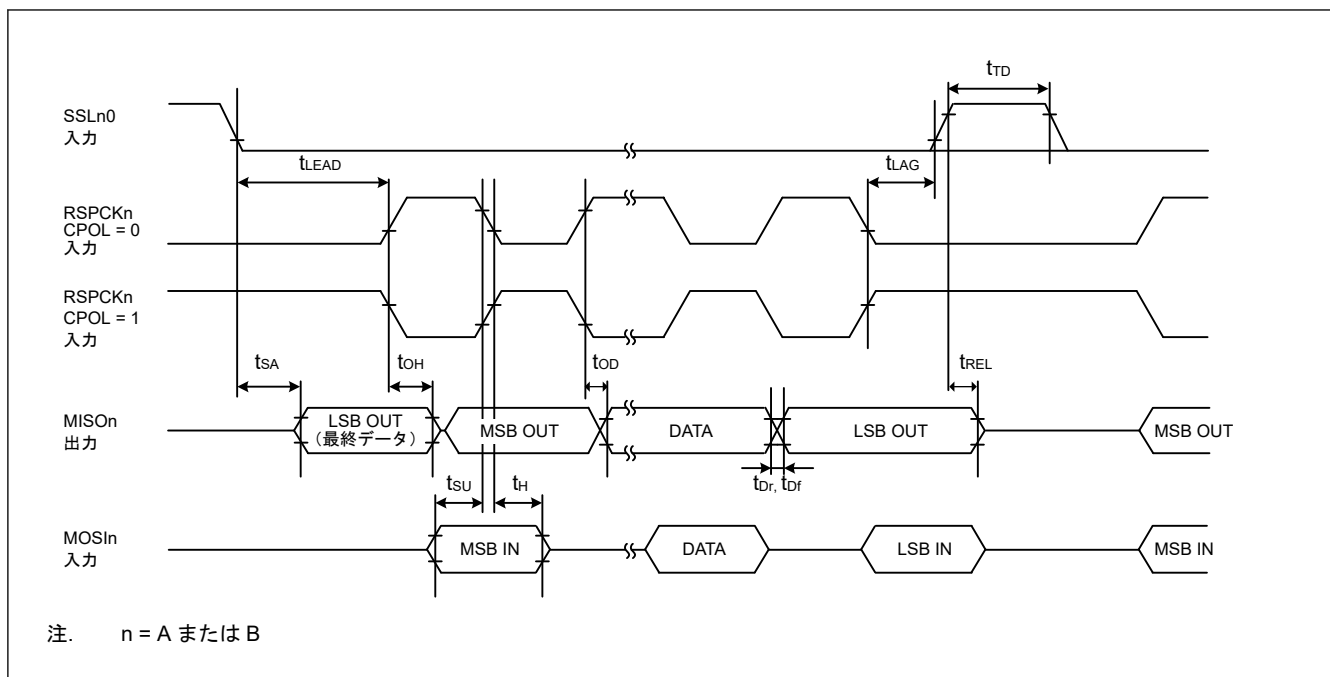 tTD
SSLn0
入力
tLEAD
tLAG
RSPCKn
CPOL = 0
入力
RSPCKn
CPOL = 1
入力
tSA
tOH
tOD
tREL
MISOn
出力
LSB OUT
(最終データ)
MSB OUT
DATA
LSB OUT
MSB OUT
tSU
tH
tDr, tDf
MOSIn
入力
MSB IN
DATA
LSB IN
MSB IN
注. n = A または B